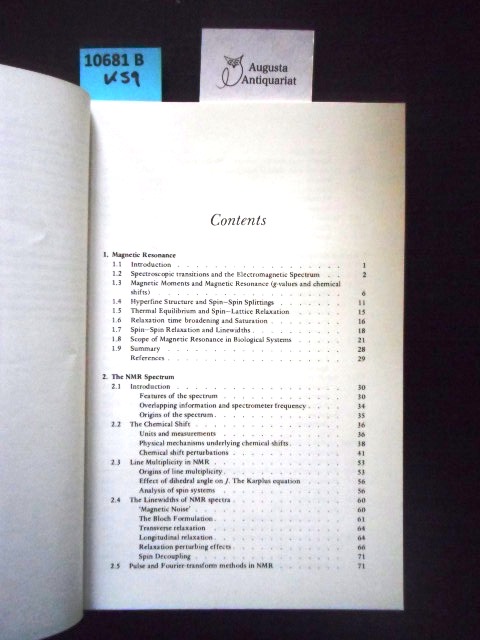 10681 B
K59
Augusta
Antiquariat
Contents
1. Magnetic Resonance
1.1 Introduction . . . . . . . . . . . . . . . . . 1
1.2 Spectroscopic transitions and the Electromagnetic Spectrum . . 2
1.3 Magnetic Moments and Magnetic Resonance (g-values and chemical
shifts) . . . . . . . . . . . . . . . . . . 6
1.4 Hyperfine Structure and Spin–Spin Splittings . . . . . . . . 11
1.5 Thermal Equilibrium and Spin–Lattice Relaxation . . . . . . 15
1.6 Relaxation time broadening and Saturation . . . . . . . . 16
1.7 Spin–Spin Relaxation and Linewidths . . . . . . . . . . 18
1.8 Scope of Magnetic Resonance in Biological Systems . . . . . 21
1.9 Summary . . . . . . . . . . . . . . . . . . 28
References . . . . . . . . . . . . . . . . . . 29
2. The NMR Spectrum
2.1 Introduction . . . . . . . . . . . . . . . . . 30
Features of the spectrum . . . . . . . . . . . . 30
Overlapping information and spectrometer frequency . . . . 34
Origins of the spectrum . . . . . . . . . . . . . 35
2.2 The Chemical Shift . . . . . . . . . . . . . . . 36
Units and measurements . . . . . . . . . . . . . 36
Physical mechanisms underlying chemical shifts . . . . . . 38
Chemical shift perturbations . . . . . . . . . . . 41
2.3 Line Multiplicity in NMR . . . . . . . . . . . . . 53
Origins of line multiplicity . . . . . . . . . . . . 53
Effect of dihedral angle on J. The Karplus equation 56
Analysis of spin systems . . . . . . . . . . . . 56
2.4 The Linewidths of NMR spectra . . . . . . . . . . . 60
'Magnetic Noise' . . . . . . . . . . . . . . . 60
The Bloch Formulation . . . . . . . . . . . . . 61
Transverse relaxation . . . . . . . . . . . . . 64
Longitudinal relaxation . . . . . . . . . . . . . 64
Relaxation perturbing effects . . . . . . . . . . . 66
Spin Decoupling . . . . . . . . . . . . . . . 71
2.5 Pulse and Fourier-transform methods in NMR . . . . . . . 71